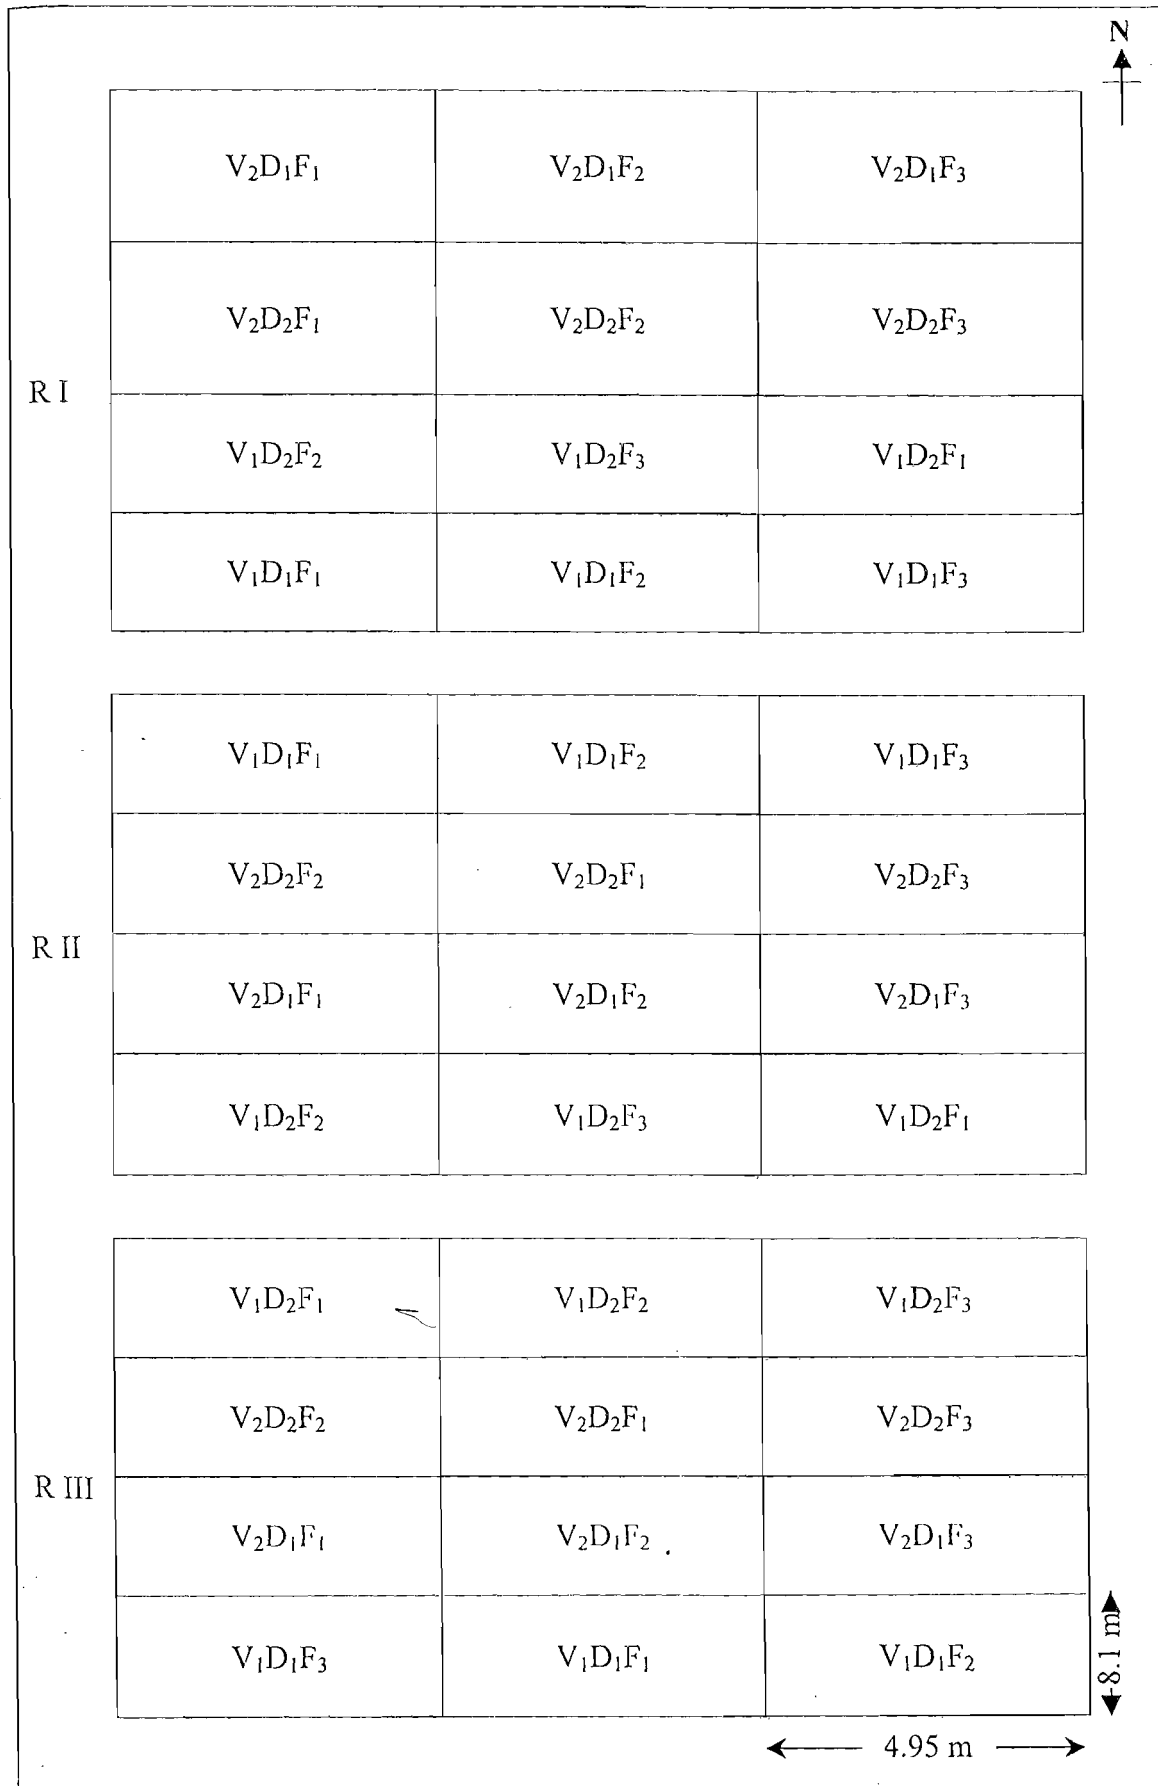 N
V₂D₁F₁ V₂D₁F₂ V₂D₁F₃
V₂D₂F₁ V₂D₂F₂ V₂D₂F₃
R I
V₁D₂F₂ V₁D₂F₃ V₁D₂F₁
V₁D₁F₁ V₁D₁F₂ V₁D₁F₃
V₁D₁F₁ V₁D₁F₂ V₁D₁F₃
V₂D₂F₂ V₂D₂F₁ V₂D₂F₃
R II
V₂D₁F₁ V₂D₁F₂ V₂D₁F₃
V₁D₂F₂ V₁D₂F₃ V₁D₂F₁
V₁D₂F₁ V₁D₂F₂ V₁D₂F₃
V₂D₂F₂ V₂D₂F₁ V₂D₂F₃
R III
V₂D₁F₁ V₂D₁F₂ V₂D₁F₃
V₁D₁F₃ V₁D₁F₁ V₁D₁F₂
8.1 m
4.95 m